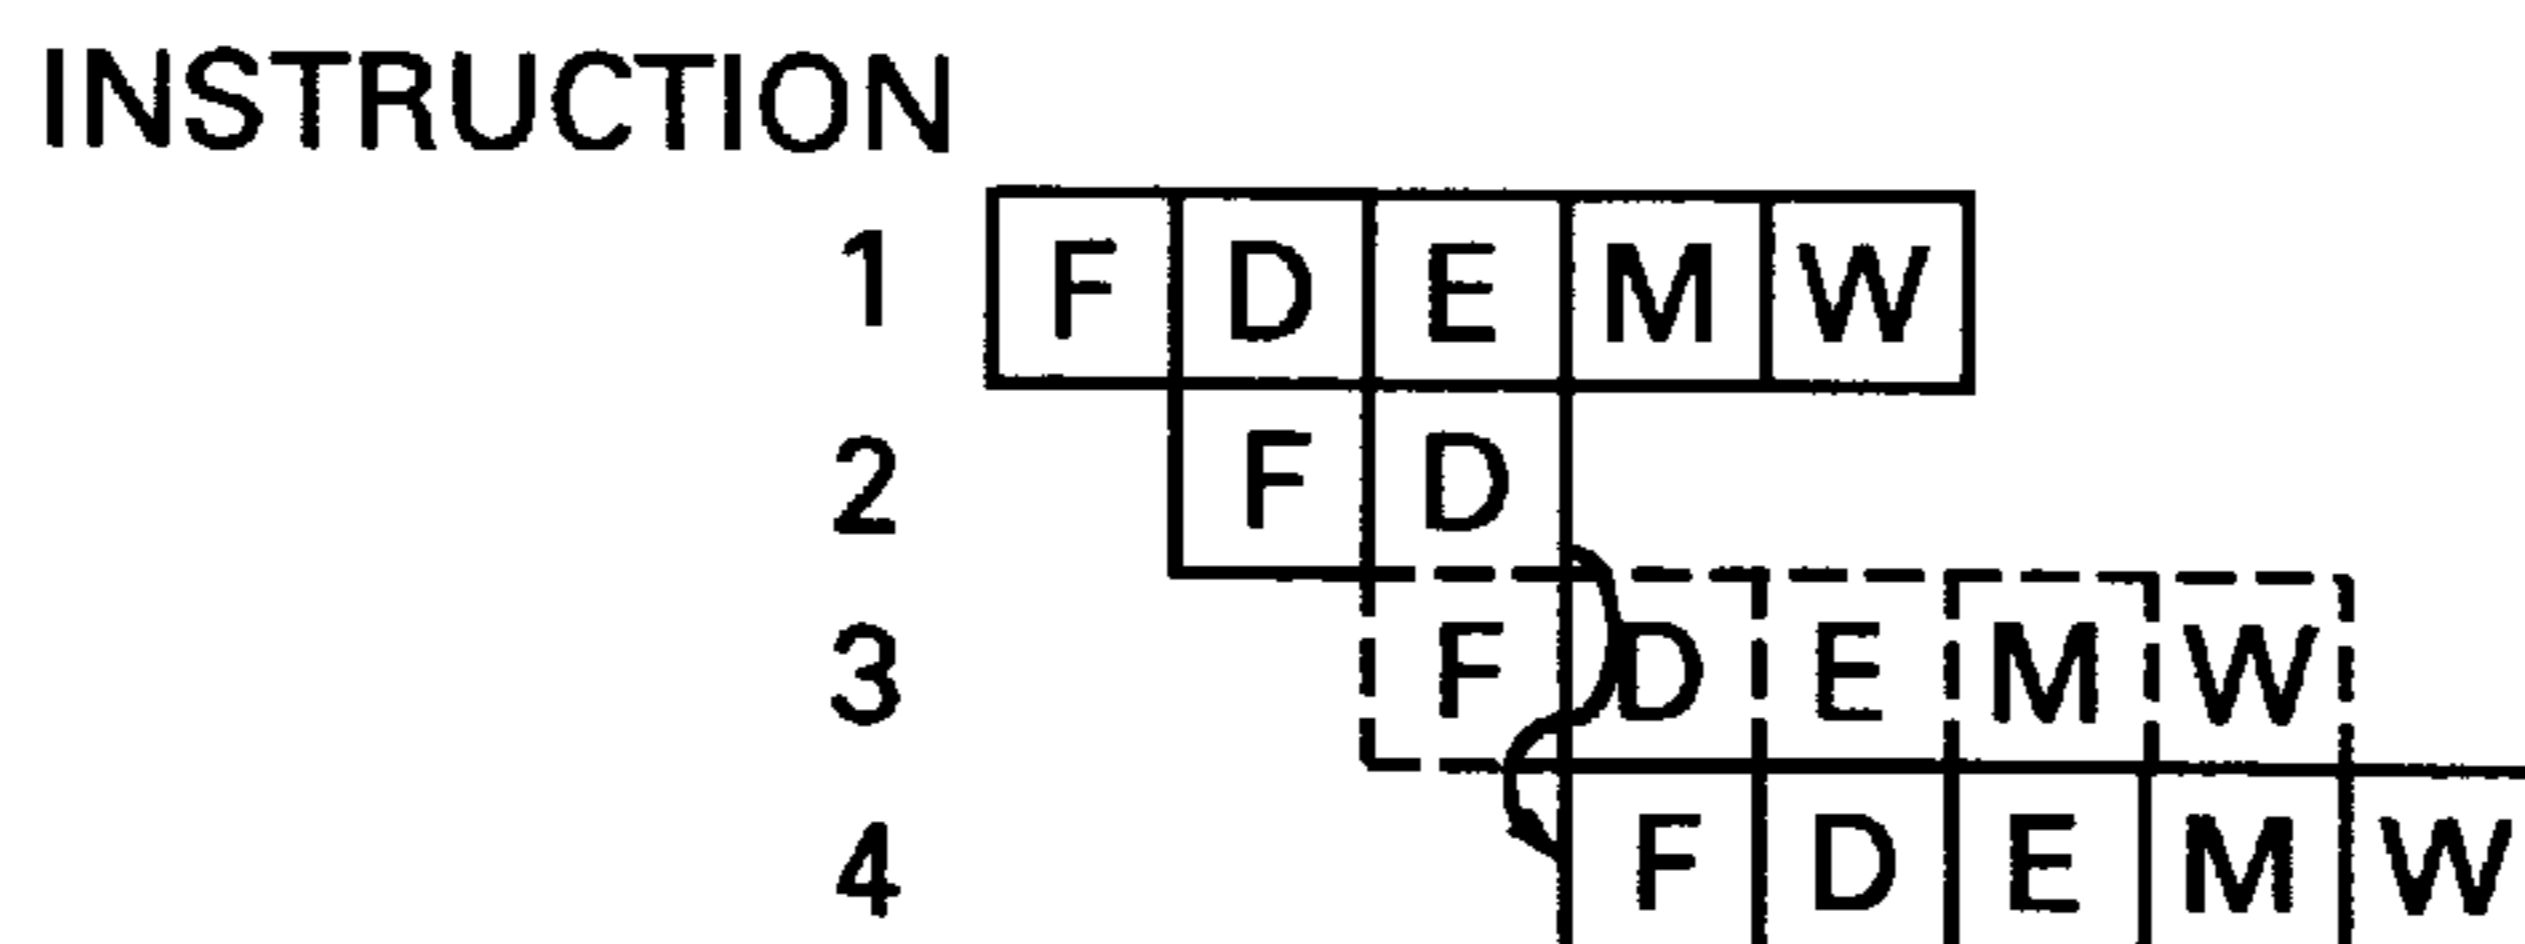 INSTRUCTION
1 F D E M W
2 F D
3 F D E M W
4 F D E M W